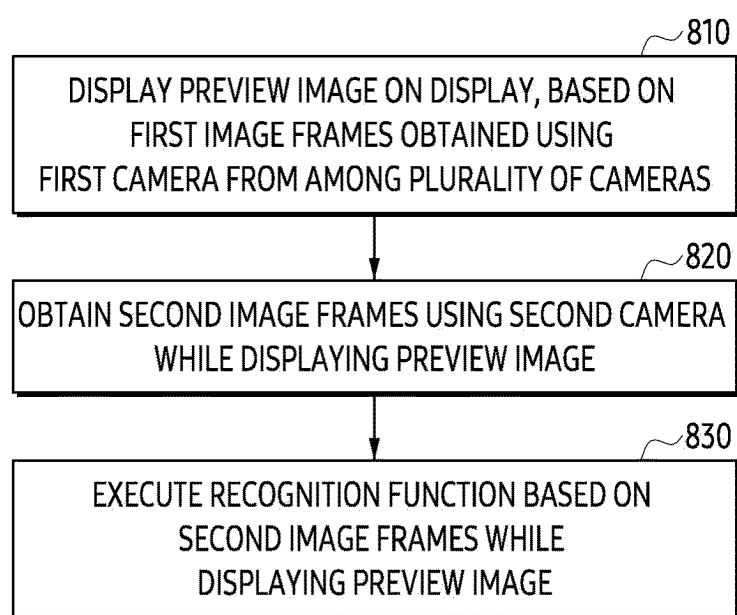 810
DISPLAY PREVIEW IMAGE ON DISPLAY, BASED ON
FIRST IMAGE FRAMES OBTAINED USING
FIRST CAMERA FROM AMONG PLURALITY OF CAMERAS
820
OBTAIN SECOND IMAGE FRAMES USING SECOND CAMERA
WHILE DISPLAYING PREVIEW IMAGE
830
EXECUTE RECOGNITION FUNCTION BASED ON
SECOND IMAGE FRAMES WHILE
DISPLAYING PREVIEW IMAGE